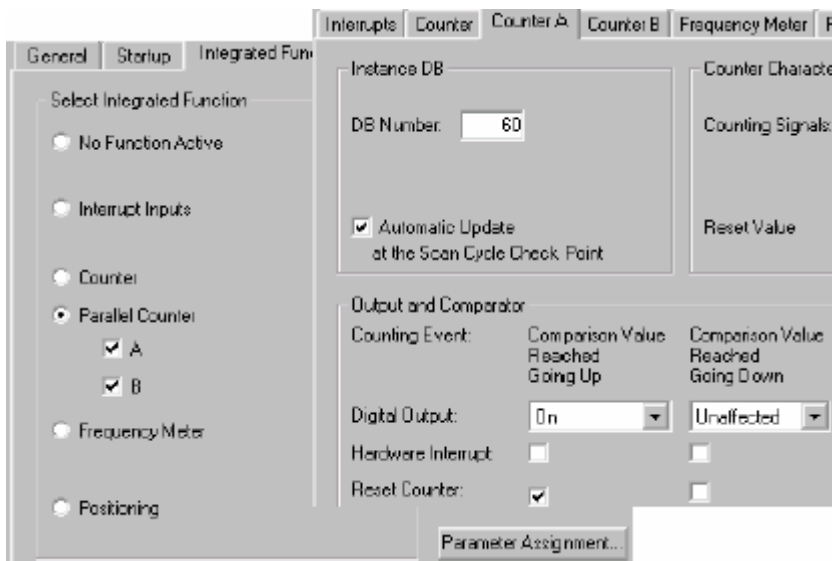 General Startup Integrated Fun
Select Integrated Function
No Function Active
Interrupt Inputs
Counter
Parallel Counter
A
B
Frequency Meter
Positioning
Interrupts Counter Counter A Counter B Frequency Meter
Instance DB
DB Number: 60
Automatic Update
at the Scan Cycle Check Point
Counter Characte
Counting Signals:
Reset Value
Output and Comparator
Counting Event: Comparison Value Comparison Value
Reached Reached
Going Up Going Down
Digital Output: On Unaffected
Hardware Interrupt:
Reset Counter:
Parameter Assignment...